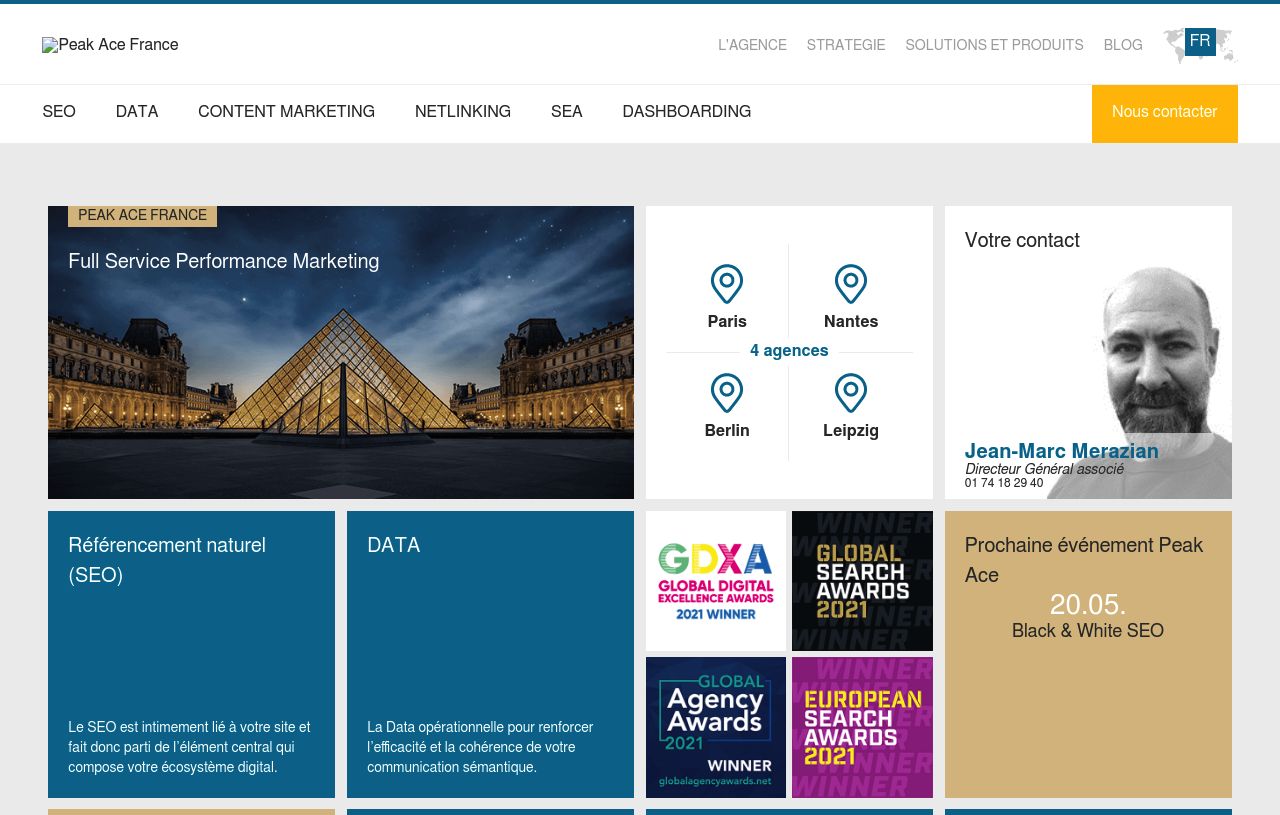 Peak Ace France
L'AGENCE
STRATEGIE
SOLUTIONS ET PRODUITS
BLOG
FR
SEO
DATA
CONTENT MARKETING
NETLINKING
SEA
DASHBOARDING
Nous contacter
PEAK ACE FRANCE
Full Service Performance Marketing
Paris
Nantes
4 agences
Berlin
Leipzig
Votre contact
Jean-Marc Merazian
Directeur Général associé
01 74 18 29 40
Référencement naturel
(SEO)
Le SEO est intimement lié à votre site et
fait donc parti de l’élément central qui
compose votre écosystème digital.
DATA
La Data opérationnelle pour renforcer
l’efficacité et la cohérence de votre
communication sémantique.
GDXA
GLOBAL DIGITAL
EXCELLENCE AWARDS
2021 WINNER
WINNER
GLOBAL
SEARCH
AWARDS
2021
GLOBAL
Agency
Awards
2021
WINNER
globalagencyawards.net
WINNER
EUROPEAN
SEARCH
AWARDS
2021
Prochaine événement Peak
Ace
20.05.
Black & White SEO